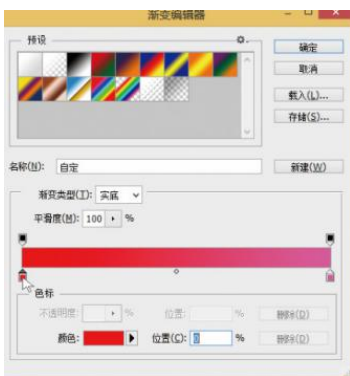 渐变编辑器
预设
确定
取消
载入(L)...
存储(S)...
名称(N): 自定
新建(W)
渐变类型(T): 实底
平滑度(M): 100 %
色标
不透明度: % 位置: % 删除(D)
颜色: 位置(C): 0 % 删除(D)